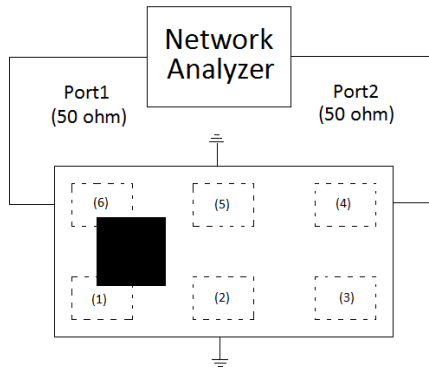 Network
Analyzer
Port1
(50 ohm)
Port2
(50 ohm)
(6)
(5)
(4)
(1)
(2)
(3)